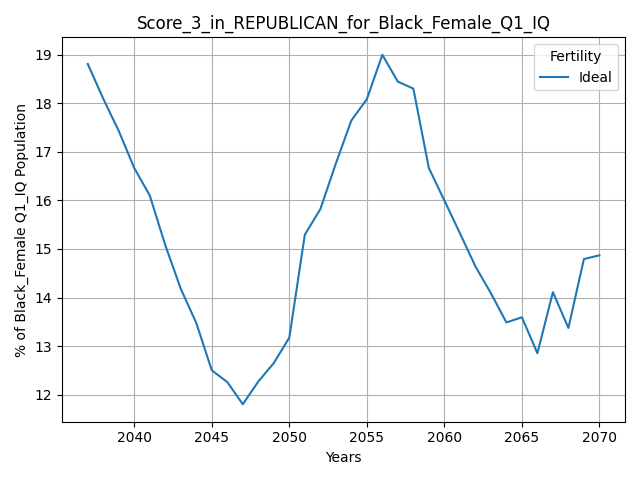 Score_3_in_REPUBLICAN_for_Black_Female_Q1_IQ
Fertility
Ideal
% of Black_Female Q1_IQ Population
19
18
17
16
15
14
13
12
2040 2045 2050 2055 2060 2065 2070
Years